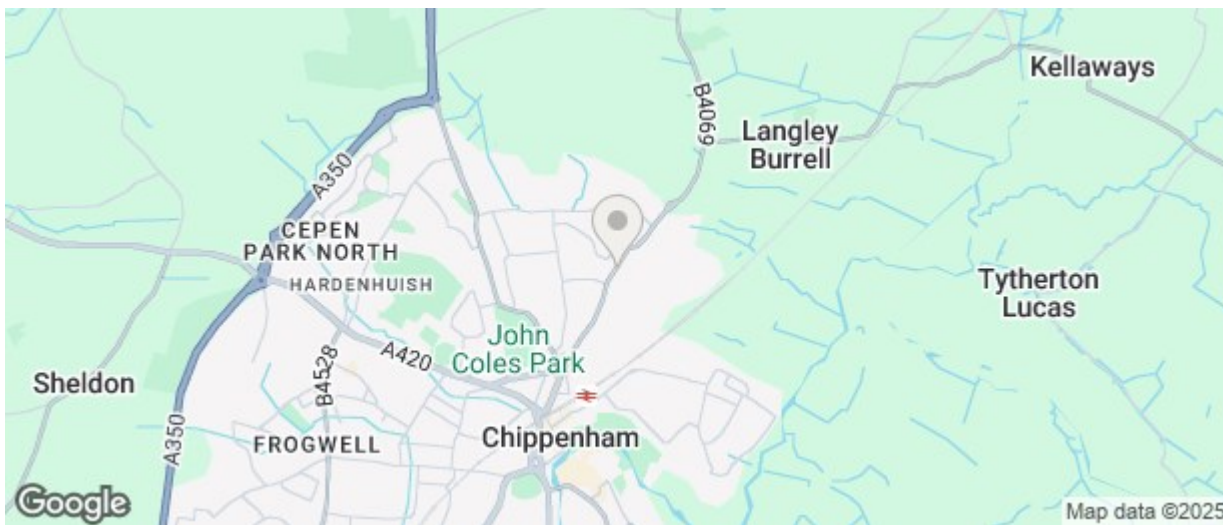 Kellaways
B4069
Langley
Burrell
A350
CEPEN
PARK NORTH
HARDENHUISH
Tytherton
Lucas
John
Coles Park
A420
B4528
Sheldon
A350
FROGWELL
Chippenham
Google
Map data ©2025